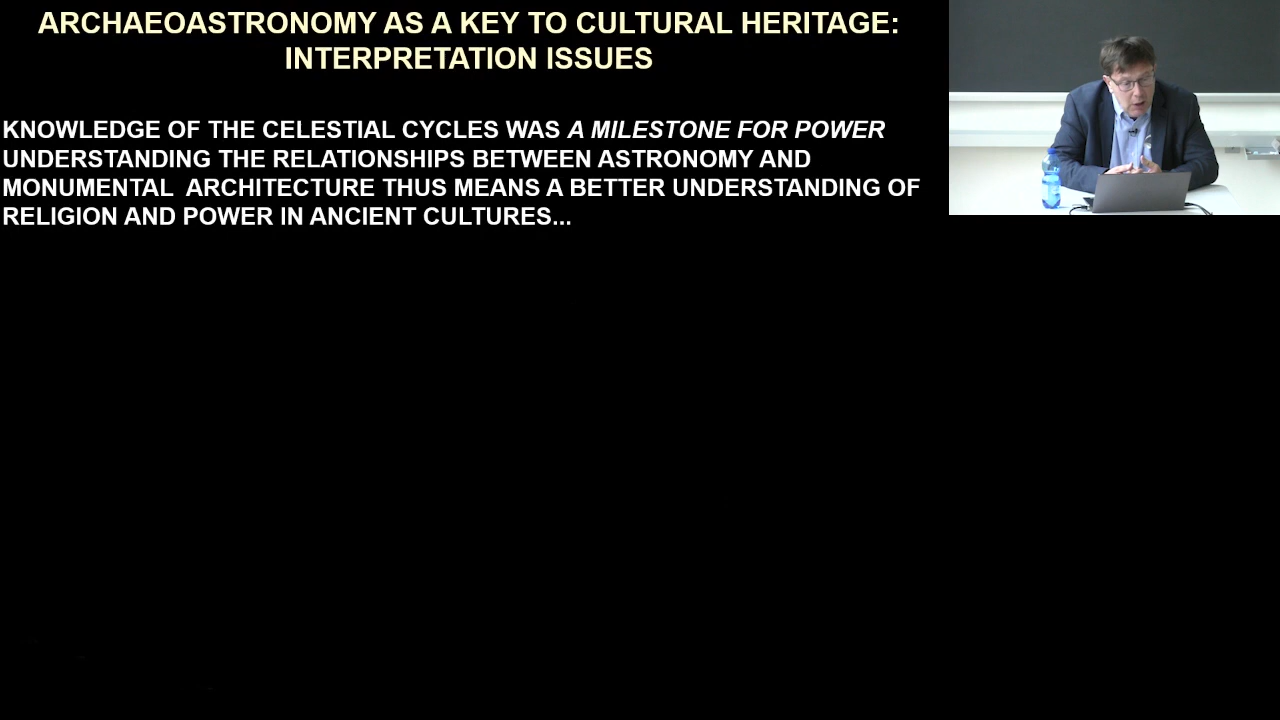 ARCHAEOASTRONOMY AS A KEY TO CULTURAL HERITAGE:
INTERPRETATION ISSUES
KNOWLEDGE OF THE CELESTIAL CYCLES WAS A MILESTONE FOR POWER
UNDERSTANDING THE RELATIONSHIPS BETWEEN ASTRONOMY AND
MONUMENTAL  ARCHITECTURE THUS MEANS A BETTER UNDERSTANDING OF
RELIGION AND POWER IN ANCIENT CULTURES...